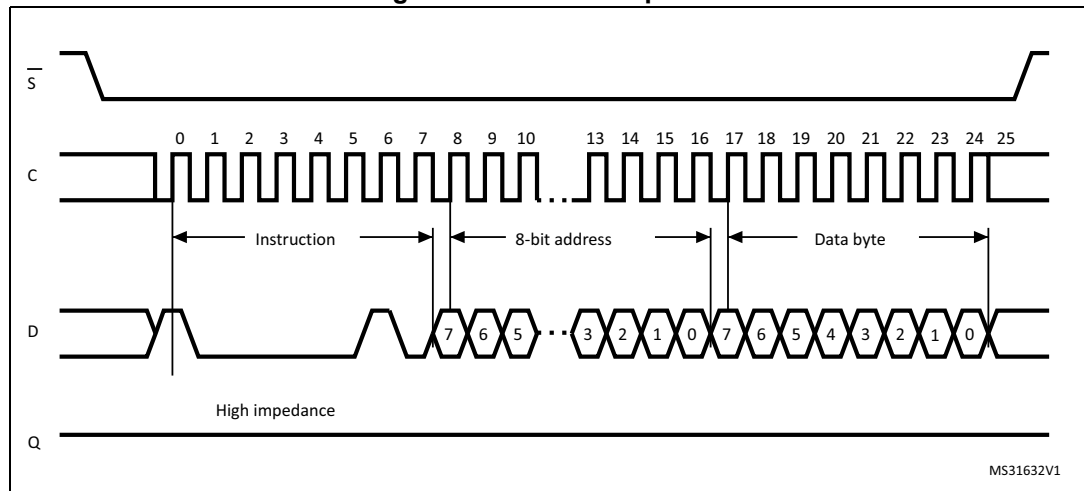 S
0 1 2 3 4 5 6 7 8 9 10 13 14 15 16 17 18 19 20 21 22 23 24 25
C
Instruction 8-bit address Data byte
D 7 6 5 3 2 1 0 7 6 5 4 3 2 1 0
High impedance
Q
MS31632V1